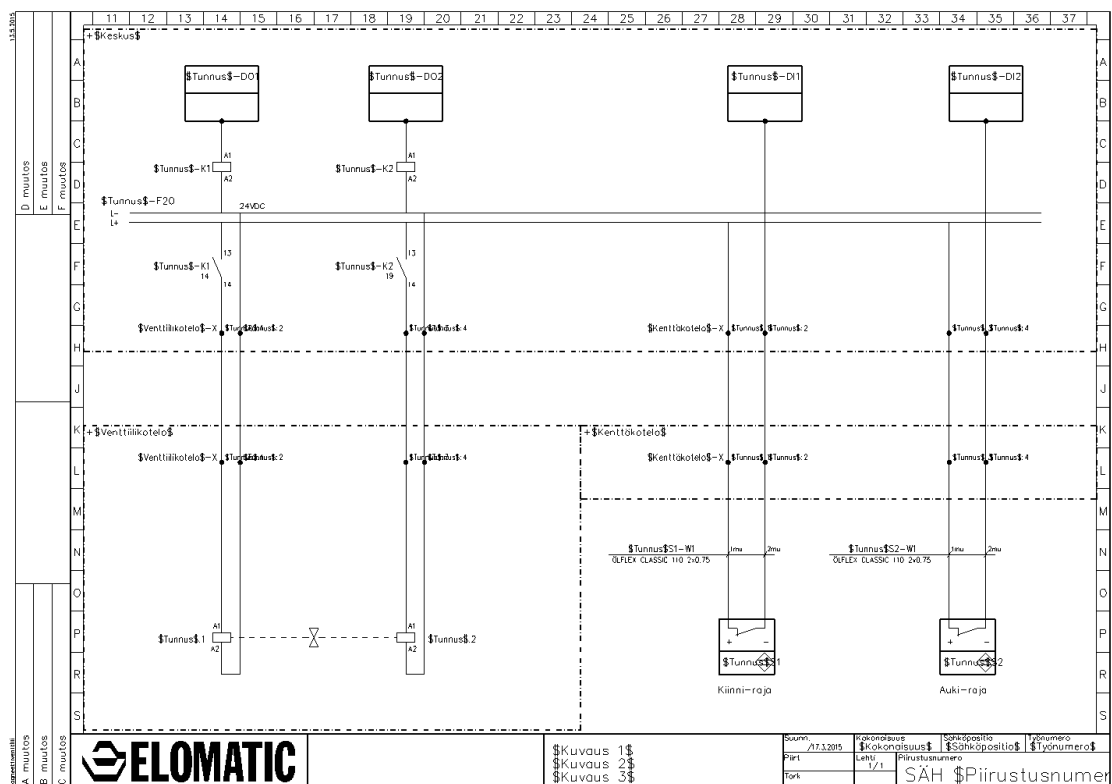 11 12 13 14 15 19 20 21 22 23 24 25 26 27 28 29 30 31 32 33 34 35 36 37
17 18
13.5.2015
+$Keskus$
A A
$Tunnus$-DO1 $Tunnus$-DO2 $Tunnus$-DI1 $Tunnus$-DI2
B B
C C
A1 A1
$Tunnus$-K1 $Tunnus$-K2
A2 A2
D D
D muutos
E muutos
F muutos
$Tunnus$-F20
L- 24VDC
L+
E E
13 13
F $Tunnus$-K1 $Tunnus$-K2 F
14 19
14 14
G G
$Venttiilikotelo$-X :2 :4 $Kenttäkotelo$-X $Tunnus$:2 $Tunnus$:4
H H
J J
K K
+$Venttiilikotelo$ +$Kenttäkotelo$
$Venttiilikotelo$-X :2 :4 $Kenttäkotelo$-X $Tunnus$:2 $Tunnus$:4
L L
M M
$Tunnus$S1-W1 1mu 2mu $Tunnus$S2-W1 1mu 2mu
N N
ÖLFLEX CLASSIC 110 2x0.75 ÖLFLEX CLASSIC 110 2x0.75
O O
A1 A1
P $Tunnus$.1 $Tunnus$.2 + - + - P
A2 A2
$Tunnus$S1 $Tunnus$S2
R R
Kiinni-raja Auki-raja
S S
A muutos
B muutos
C muutos
ELOMATIC
$Kuvaus 1$
$Kuvaus 2$
$Kuvaus 3$
Suunn. Kokonaisuus Sähköpositio Työnumero
/17.3.2015 $Kokonaisuus$ $Sähköpositio$ $Työnumero$
Piirt Lehti Piirustusnumero
1/1 SÄH $Piirustusnumer
Tark